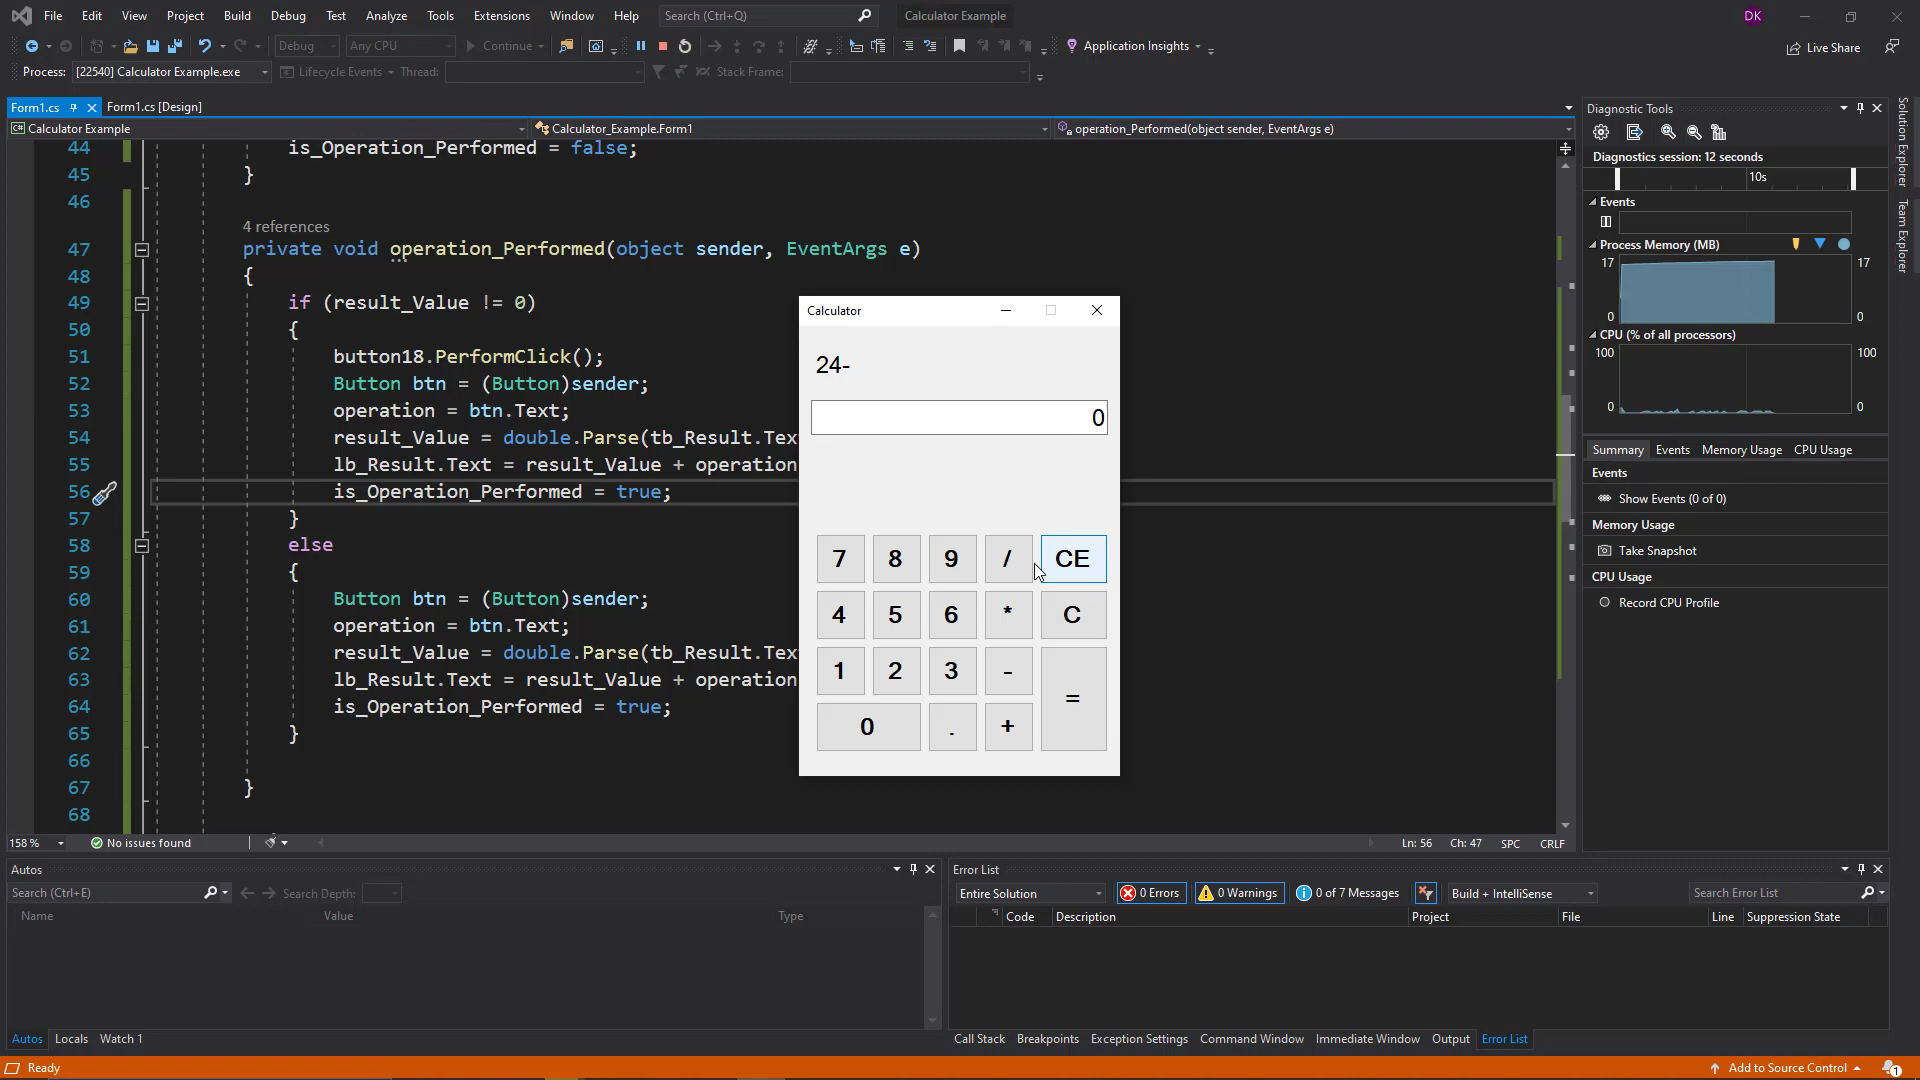 File Edit View Project Build Debug Test Analyze Tools Extensions Window Help Search (Ctrl+Q) Calculator Example DK
Debug Any CPU Continue Application Insights Live Share
Process: [22540] Calculator Example.exe Lifecycle Events Thread: Stack Frame:
Form1.cs Form1.cs [Design]
Calculator Example Calculator_Example.Form1 operation_Performed(object sender, EventArgs e)
44 is_Operation_Performed = false;
45 }
46
4 references
47 private void operation_Performed(object sender, EventArgs e)
48 {
49 if (result_Value != 0)
50 {
51 button18.PerformClick();
52 Button btn = (Button)sender;
53 operation = btn.Text;
54 result_Value = double.Parse(tb_Result.Tex
55 lb_Result.Text = result_Value + operation
56 is_Operation_Performed = true;
57 }
58 else
59 {
60 Button btn = (Button)sender;
61 operation = btn.Text;
62 result_Value = double.Parse(tb_Result.Tex
63 lb_Result.Text = result_Value + operation
64 is_Operation_Performed = true;
65 }
66
67 }
68
Calculator
24-
0
7 8 9 / CE
4 5 6 * C
1 2 3 - =
0 . +
Diagnostic Tools
Diagnostics session: 12 seconds
10s
Events
Process Memory (MB)
17 17
0 0
CPU (% of all processors)
100 100
0 0
Summary Events Memory Usage CPU Usage
Events
Show Events (0 of 0)
Memory Usage
Take Snapshot
CPU Usage
Record CPU Profile
Solution Explorer
Team Explorer
158 % No issues found Ln: 56 Ch: 47 SPC CRLF
Autos
Search (Ctrl+E) Search Depth:
Name Value Type
Autos Locals Watch 1
Error List
Entire Solution 0 Errors 0 Warnings 0 of 7 Messages Build + IntelliSense Search Error List
Code Description Project File Line Suppression State
Call Stack Breakpoints Exception Settings Command Window Immediate Window Output Error List
Ready Add to Source Control 1